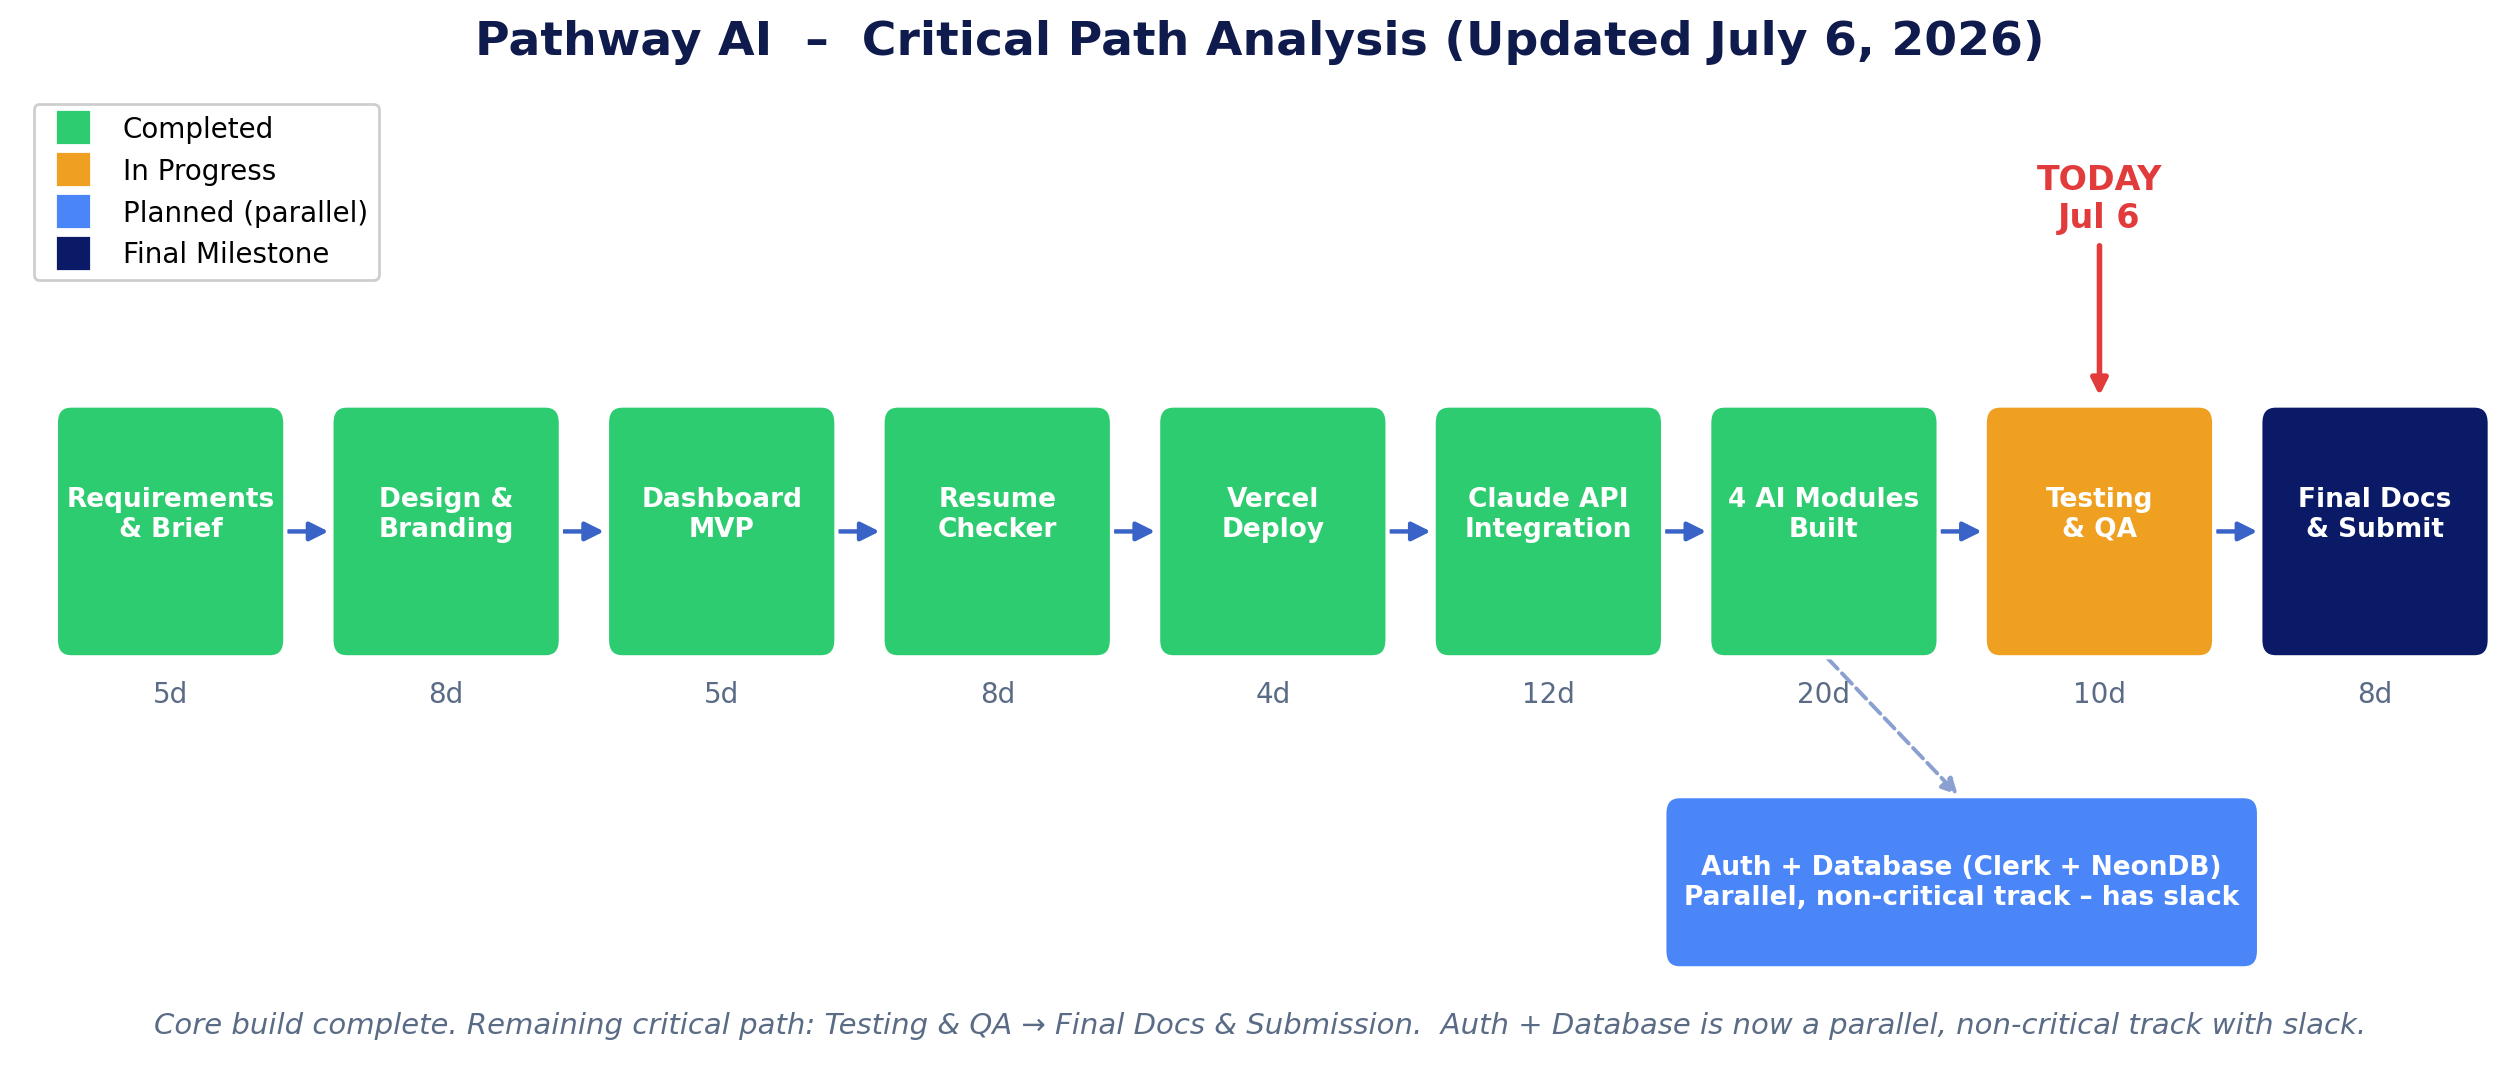 Pathway AI – Critical Path Analysis (Updated July 6, 2026)
Completed
In Progress
Planned (parallel)
Final Milestone
TODAY
Jul 6
Requirements
& Brief
Design &
Branding
Dashboard
MVP
Resume
Checker
Vercel
Deploy
Claude API
Integration
4 AI Modules
Built
Testing
& QA
Final Docs
& Submit
5d
8d
5d
8d
4d
12d
20d
10d
8d
Auth + Database (Clerk + NeonDB)
Parallel, non-critical track – has slack
Core build complete. Remaining critical path: Testing & QA → Final Docs & Submission. Auth + Database is now a parallel, non-critical track with slack.